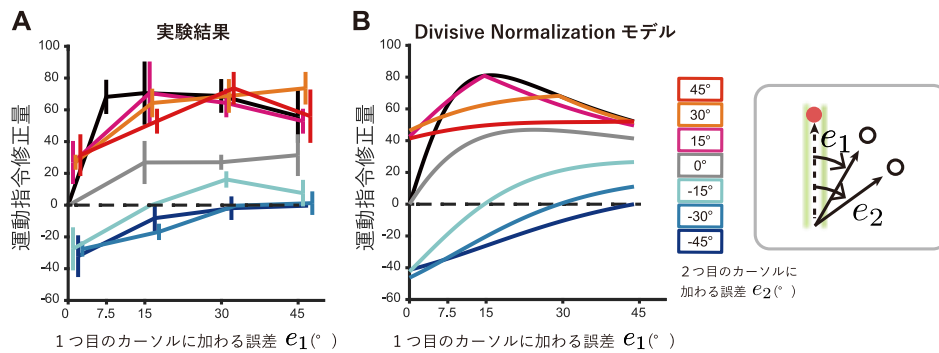 A
実験結果
運動指令修正量
100
80
60
40
20
0
-20
-40
-60
0
7.5
15
30
45
1つ目のカーソルに加わる誤差 e1(°)
B
Divisive Normalization モデル
運動指令修正量
100
80
60
40
20
0
-20
-40
-60
0
7.5
15
30
45
1つ目のカーソルに加わる誤差 e1(°)
45°
30°
15°
0°
-15°
-30°
-45°
2つ目のカーソルに
加わる誤差 e2(°)
e1
e2